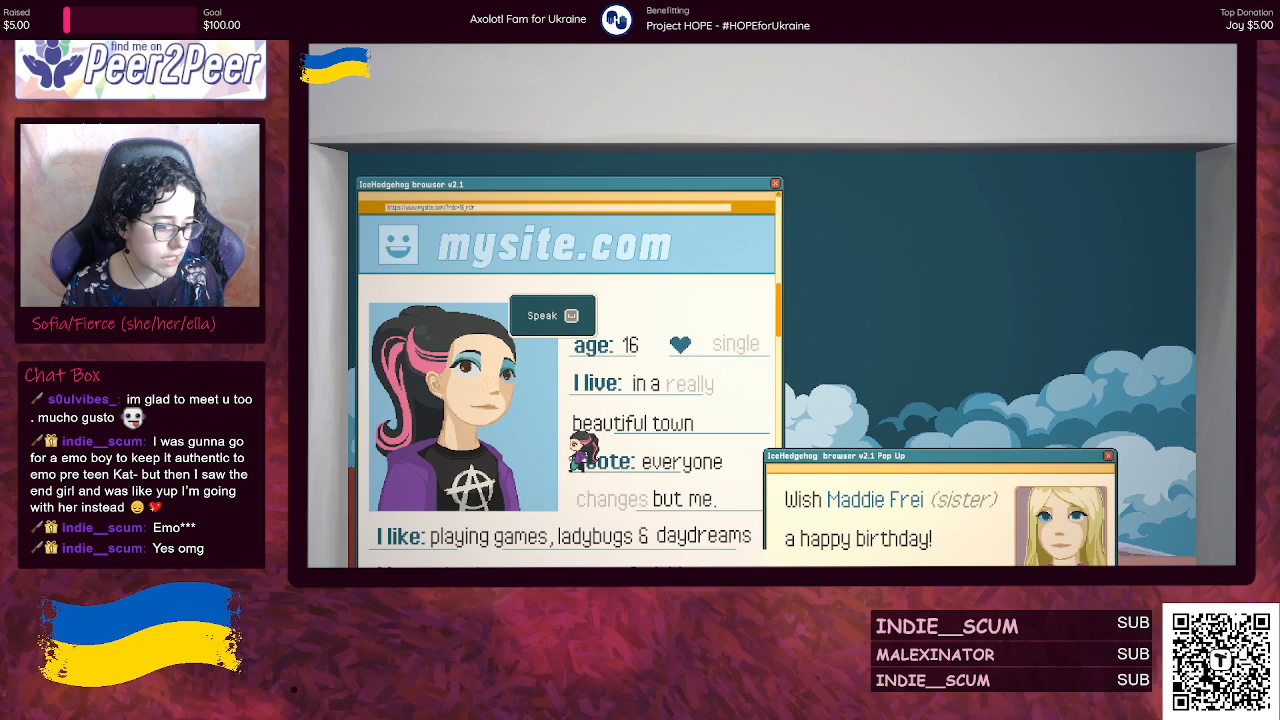 Raised
$5.00
Goal
$100.00
Axolotl Fam for Ukraine
Benefitting
Project HOPE - #HOPEforUkraine
Top Donation
Joy $5.00
find me on
Peer2Peer
Sofia/Fierce (she/her/ella)
Chat Box
s0ulvibes_: im glad to meet u too
. mucho gusto
indie__scum: I was gunna go
for a emo boy to keep it authentic to
emo pre teen Kat- but then I saw the
end girl and was like yup I'm going
with her instead
indie__scum: Emo***
indie__scum: Yes omg
IceHedgehog browser v2.1
mysite.com
Speak
age: 16
single
I live: in a really
beautiful town
everyone
changes but me.
I like: playing games, ladybugs & daydreams
IceHedgehog browser v2.1 Pop Up
Wish Maddie Frei (sister)
a happy birthday!
INDIE__SCUM SUB
MALEXINATOR SUB
INDIE__SCUM SUB